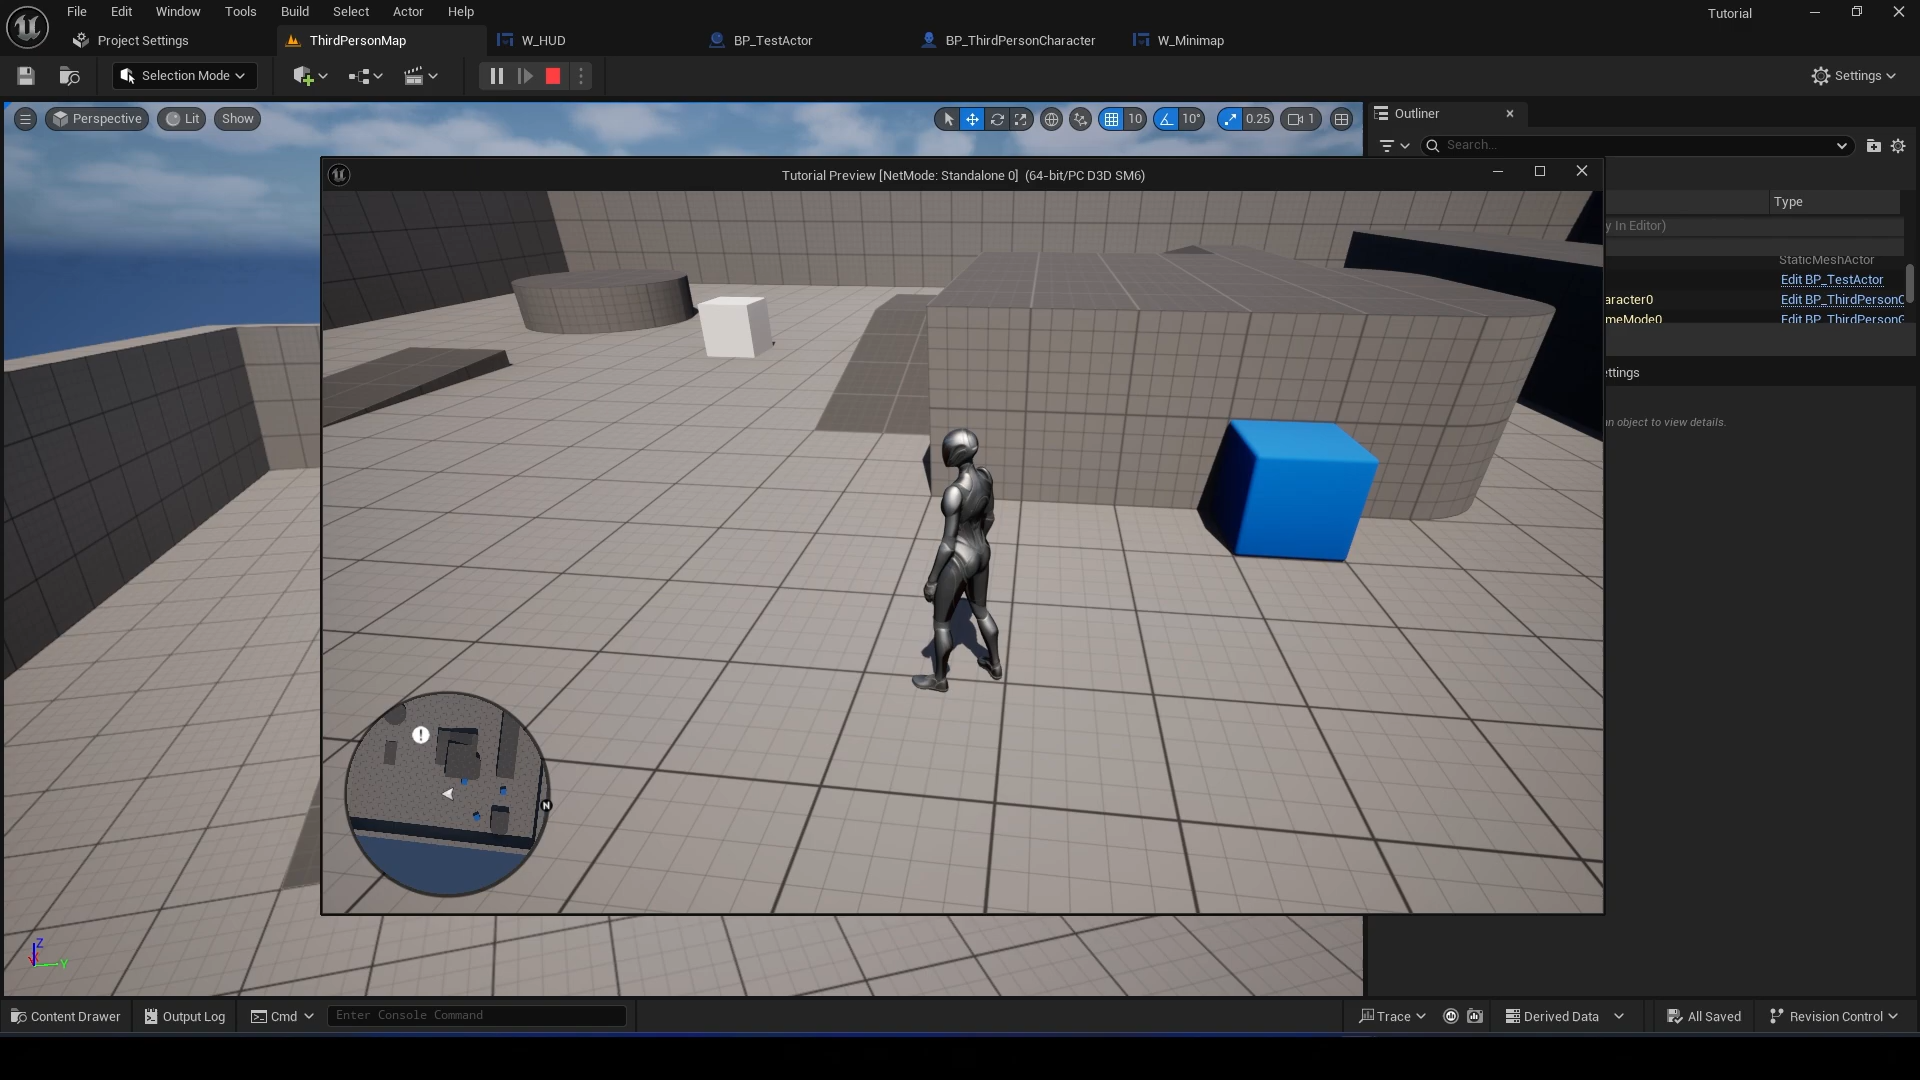 File Edit Window Tools Build Select Actor Help
Tutorial
Project Settings
ThirdPersonMap
W_HUD
BP_TestActor
BP_ThirdPersonCharacter
W_Minimap
Selection Mode
Settings
Perspective
Lit
Show
10
10°
0.25
1
Outliner
Search...
Tutorial Preview [NetMode: Standalone 0] (64-bit/PC D3D SM6)
Type
y In Editor)
StaticMeshActor
Edit BP_TestActor
aracter0
Edit BP_ThirdPersonC
meMode0
Edit BP_ThirdPersonG
ettings
n object to view details.
!
N
Z
Y
Content Drawer
Output Log
Cmd
Enter Console Command
Trace
Derived Data
All Saved
Revision Control